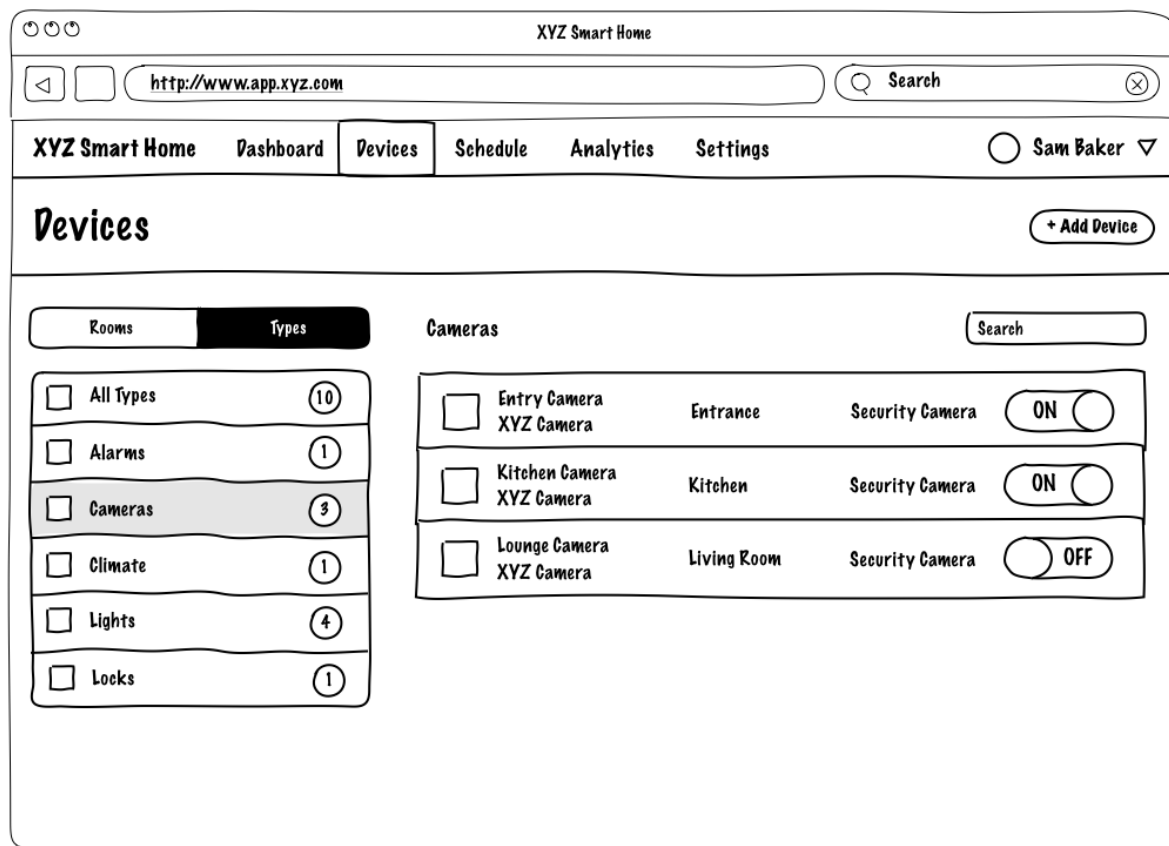 XYZ Smart Home
http://www.app.xyz.com
Search
XYZ Smart Home Dashboard Devices Schedule Analytics Settings Sam Baker
Devices
+ Add Device
Rooms Types
All Types 10
Alarms 1
Cameras 3
Climate 1
Lights 4
Locks 1
Cameras
Search
Entry Camera
XYZ Camera
Entrance
Security Camera
ON
Kitchen Camera
XYZ Camera
Kitchen
Security Camera
ON
Lounge Camera
XYZ Camera
Living Room
Security Camera
OFF